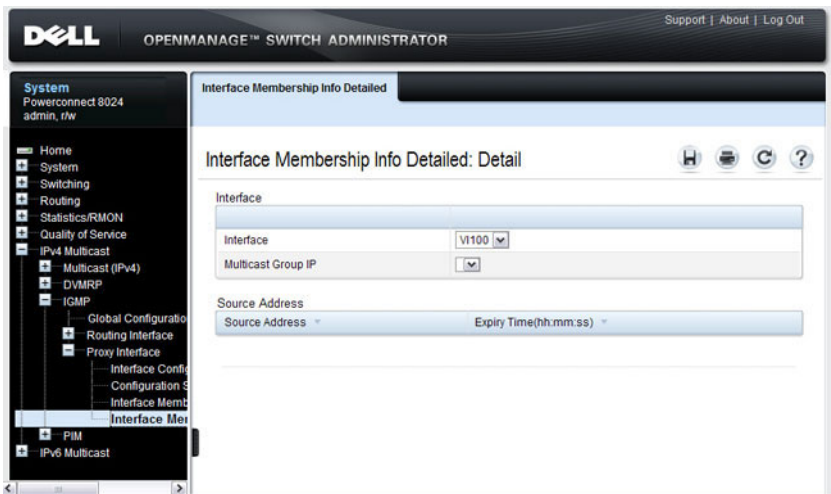 Support | About | Log Out
DELL OPENMANAGE™ SWITCH ADMINISTRATOR
System
Powerconnect 8024
admin, r/w
Home
System
Switching
Routing
Statistics/RMON
Quality of Service
IPv4 Multicast
Multicast (IPv4)
DVMRP
IGMP
Global Configuratio
Routing Interface
Proxy Interface
Interface Config
Configuration S
Interface Memb
Interface Mem
PIM
IPv6 Multicast
Interface Membership Info Detailed
Interface Membership Info Detailed: Detail
?
Interface
Interface VI100
Multicast Group IP
Source Address
Source Address Expiry Time(hh:mm:ss)